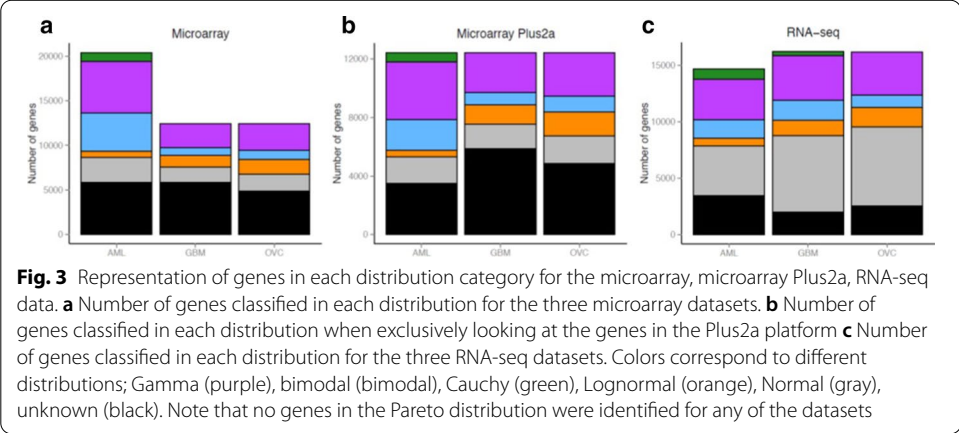 a
Microarray
Number of genes
20000
15000
10000
5000
0
AML
GBM
OVC
b
Microarray Plus2a
Number of genes
12000
8000
4000
0
AML
GBM
OVC
c
RNA−seq
Number of genes
15000
10000
5000
0
AML
GBM
OVC
Fig. 3 Representation of genes in each distribution category for the microarray, microarray Plus2a, RNA-seq
data. a Number of genes classified in each distribution for the three microarray datasets. b Number of
genes classified in each distribution when exclusively looking at the genes in the Plus2a platform c Number
of genes classified in each distribution for the three RNA-seq datasets. Colors correspond to different
distributions; Gamma (purple), bimodal (bimodal), Cauchy (green), Lognormal (orange), Normal (gray),
unknown (black). Note that no genes in the Pareto distribution were identified for any of the datasets